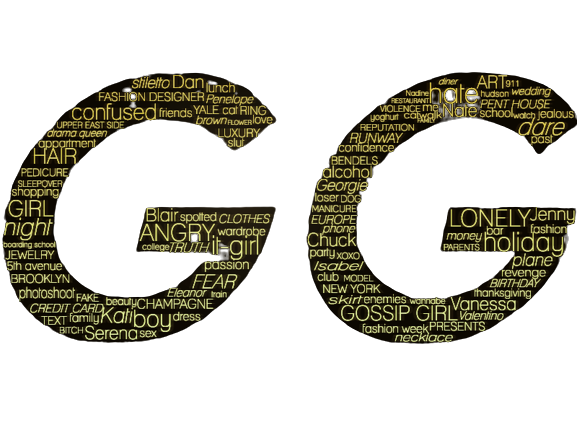 stiletto Dan
lunch
FASHION DESIGNER Penelope
YALE cat RING
confused friends brown FLOWER love
UPPER EAST SIDE LUXURY
drama queen slut
appartment
HAIR
PEDICURE
SLEEPOVER
shopping
GIRL
night
boarding school
JEWELRY
5th avenue
BROOKLYN
photoshoot FAKE
CREDIT CARD
TEXT family
BITCH Serena sex
beauty CHAMPAGNE
Kati boy dress
Eleanor train
FEAR
passion
Blair spotted CLOTHES
ANGRY wardrobe
college TRUTH it-girl
diner ART 911
Nadine hate hudson wedding
RESTAURANT PENT HOUSE
VIOLENCE me Nate school watch jealous
yoghurt
REPUTATION dare
RUNWAY past
confidence
BENDELS
alcohol
Georgie
loser DOG
MANICURE
EUROPE
phone
Chuck
party xoxo
Isabel
club MODEL
NEW YORK
skirt enemies wannabe Vanessa
GOSSIP GIRL Valentino
fashion week PRESENTS
necklace
thanksgiving
BIRTHDAY
revenge
plane
LONELY Jenny
money bar fashion
PARENTS holiday